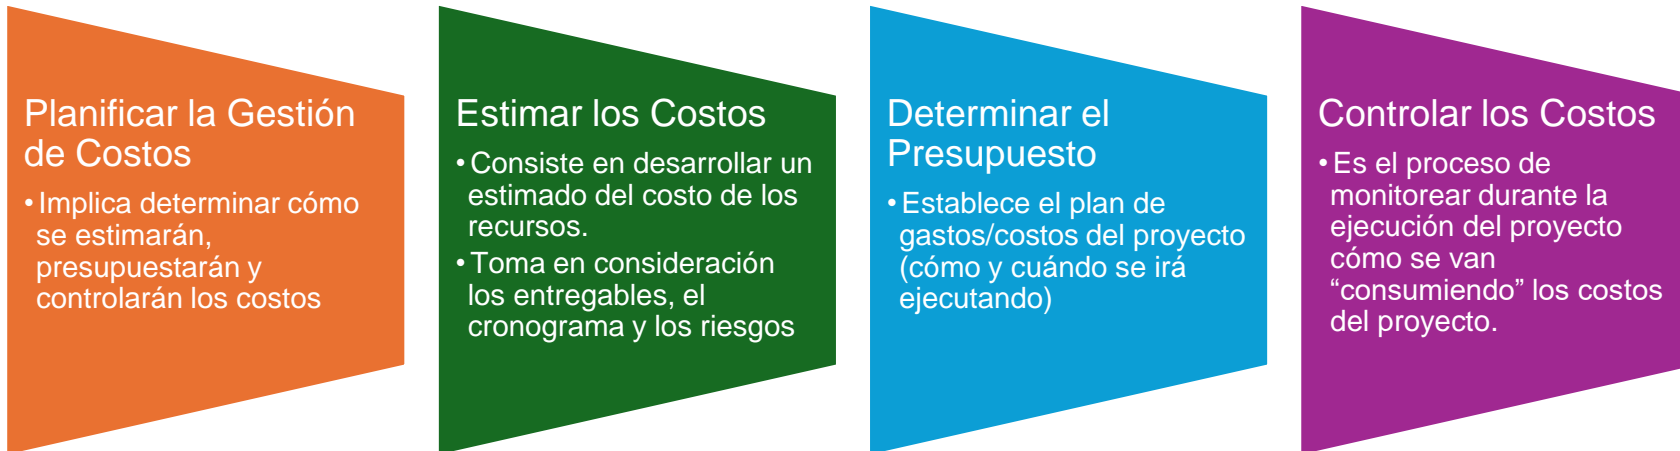 Planificar la Gestión
de Costos
• Implica determinar cómo
se estimarán,
presupuestarán y
controlarán los costos
Estimar los Costos
• Consiste en desarrollar un
estimado del costo de los
recursos.
• Toma en consideración
los entregables, el
cronograma y los riesgos
Determinar el
Presupuesto
• Establece el plan de
gastos/costos del proyecto
(cómo y cuándo se irá
ejecutando)
Controlar los Costos
• Es el proceso de
monitorear durante la
ejecución del proyecto
cómo se van
“consumiendo” los costos
del proyecto.